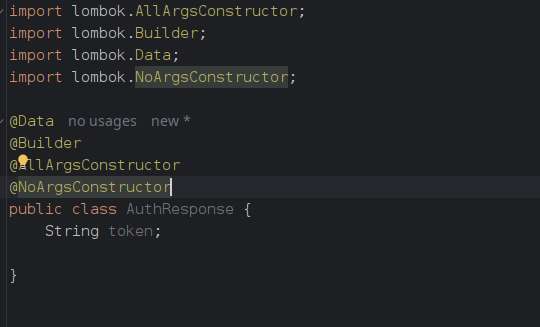 import lombok.AllArgsConstructor;
import lombok.Builder;
import lombok.Data;
import lombok.NoArgsConstructor;
@Data no usages new *
@Builder
@AllArgsConstructor
@NoArgsConstructor
public class AuthResponse {
String token;
}